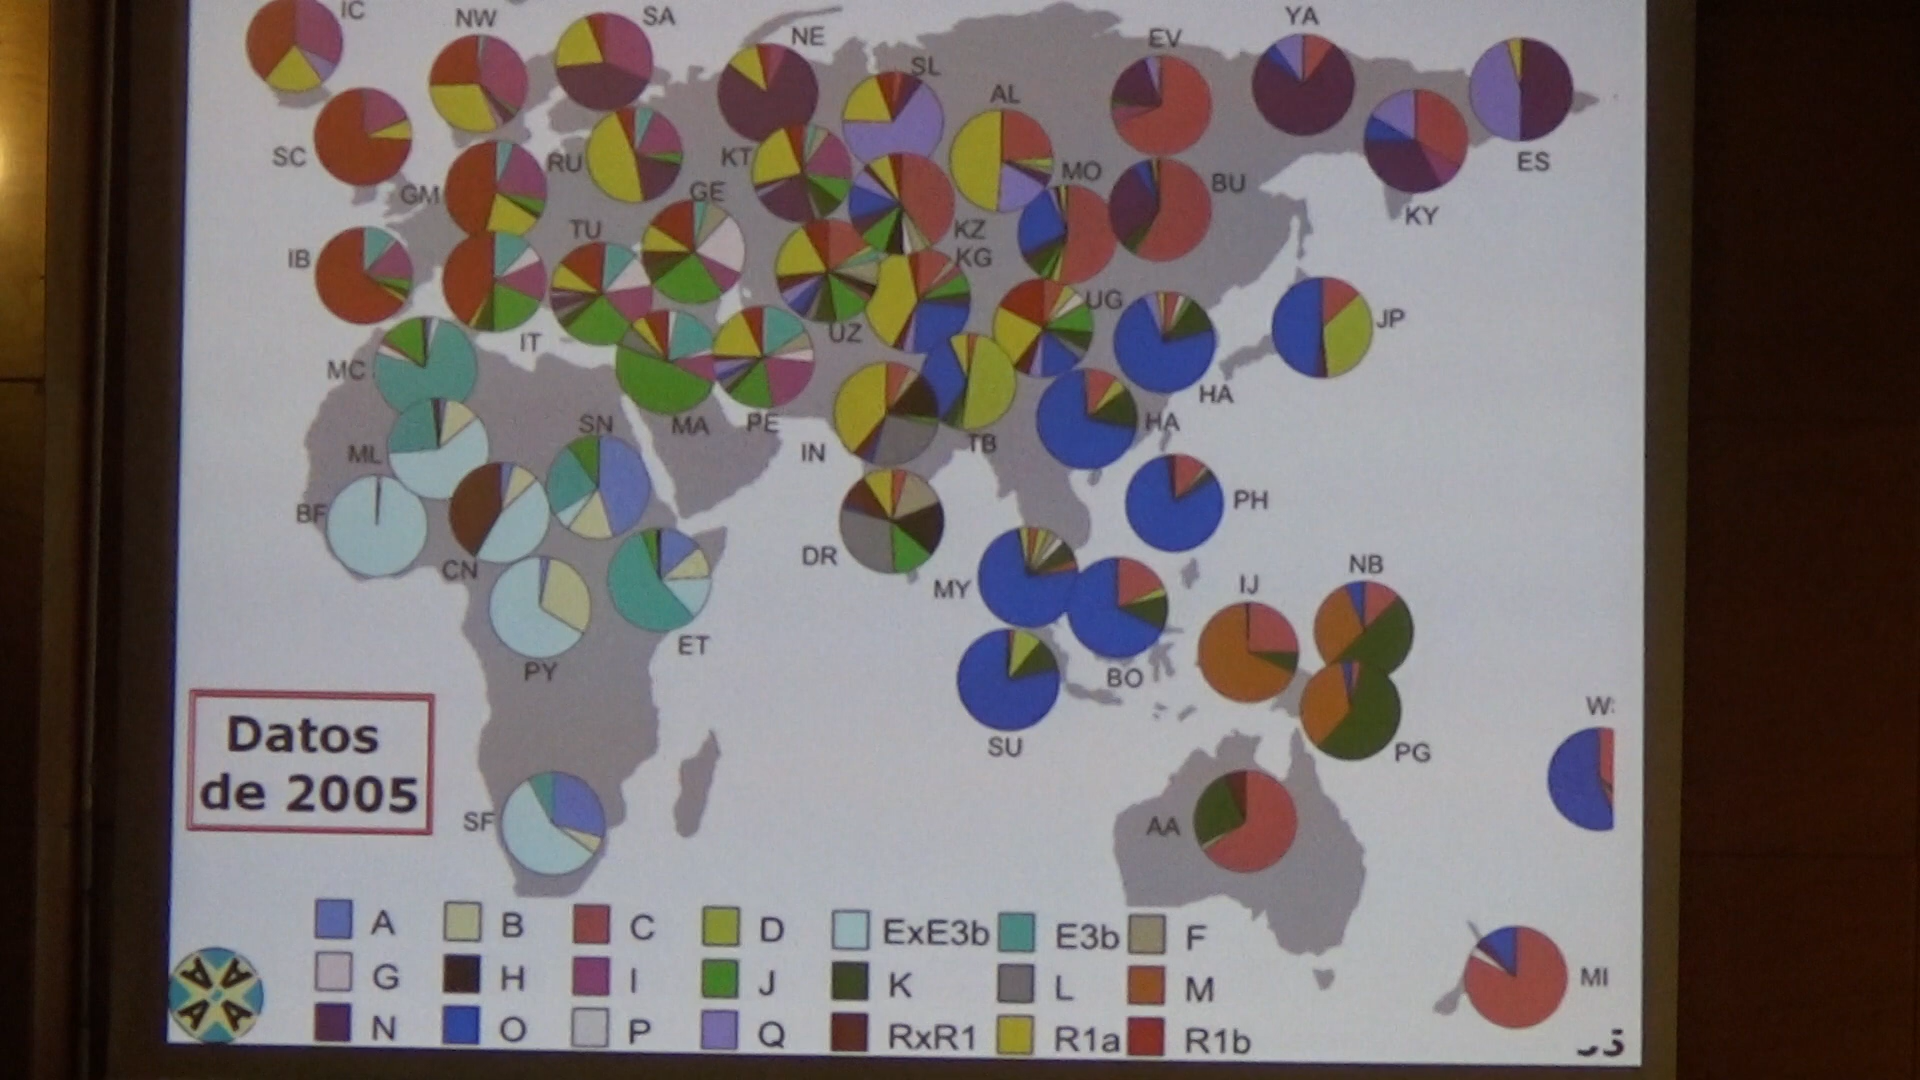 IC
NW
SA
NE
SL
EV
YA
SC
RU
KT
AL
MO
BU
ES
GM
GE
KZ
KY
IB
TU
KG
IT
UZ
UG
JP
MC
HA
ML
SN
MA
PE
IN
TB
HA
BF
CN
DR
PH
PY
ET
MY
IJ
NB
SU
BO
PG
Datos
de 2005
SF
AA
MI
A B C D ExE3b E3b F
G H I J K L M
N O P Q RxR1 R1a R1b
AAAA